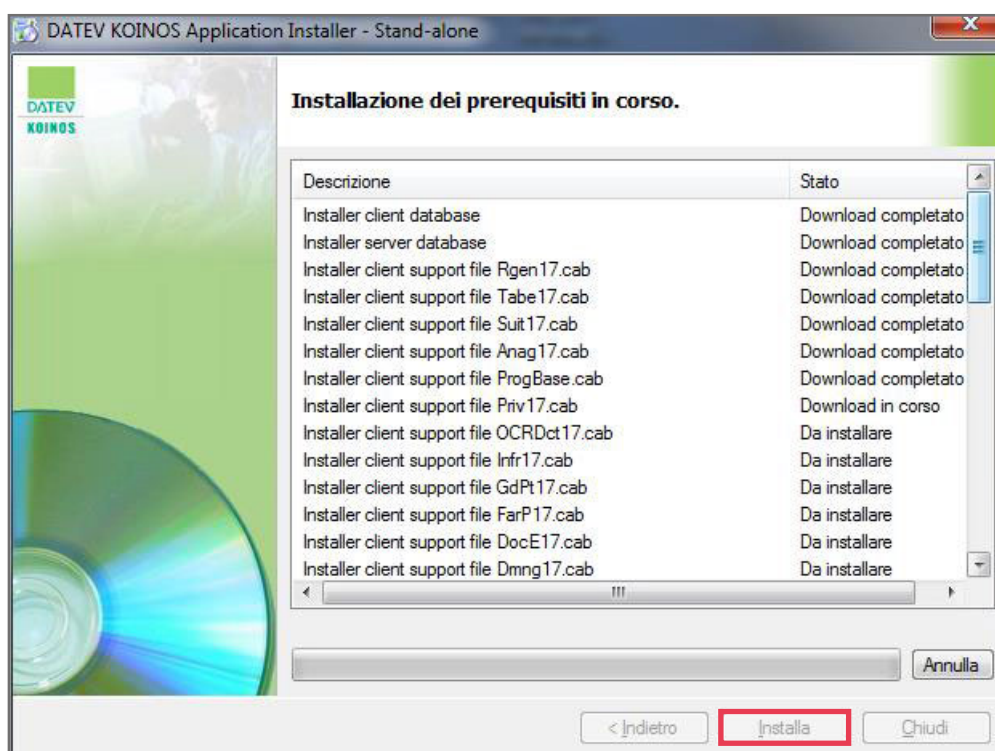 DATEV KOINOS Application Installer - Stand-alone
X
DATEV
KOINOS
Installazione dei prerequisiti in corso.
Descrizione Stato
Installer client database Download completato
Installer server database Download completato
Installer client support file Rgen17.cab Download completato
Installer client support file Tabe17.cab Download completato
Installer client support file Suit17.cab Download completato
Installer client support file Anag17.cab Download completato
Installer client support file ProgBase.cab Download completato
Installer client support file Priv17.cab Download in corso
Installer client support file OCRDct17.cab Da installare
Installer client support file Infr17.cab Da installare
Installer client support file GdPt17.cab Da installare
Installer client support file FarP17.cab Da installare
Installer client support file DocE17.cab Da installare
Installer client support file Dmng17.cab Da installare
Annulla
< Indietro Installa Chiudi